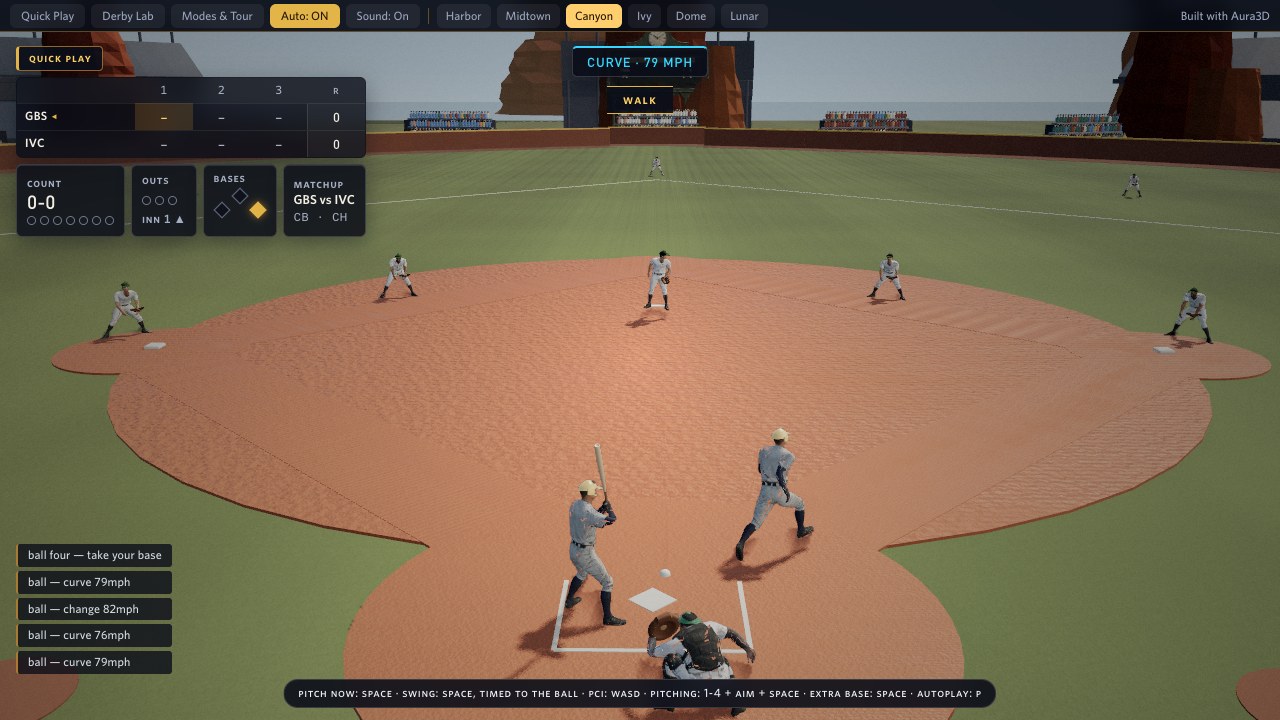 Quick Play Derby Lab Modes & Tour Auto: ON Sound: On Harbor Midtown Canyon Ivy Dome Lunar Built with Aura3D
QUICK PLAY
CURVE · 79 MPH
WALK
1 2 3 R
GBS ◂ – – – 0
IVC – – – 0
COUNT
0-0
OUTS
INN 1 ▲
BASES
MATCHUP
GBS vs IVC
CB · CH
ball four — take your base
ball — curve 79mph
ball — change 82mph
ball — curve 76mph
ball — curve 79mph
PITCH NOW: SPACE · SWING: SPACE, TIMED TO THE BALL · PCI: WASD · PITCHING: 1-4 + AIM + SPACE · EXTRA BASE: SPACE · AUTOPLAY: P